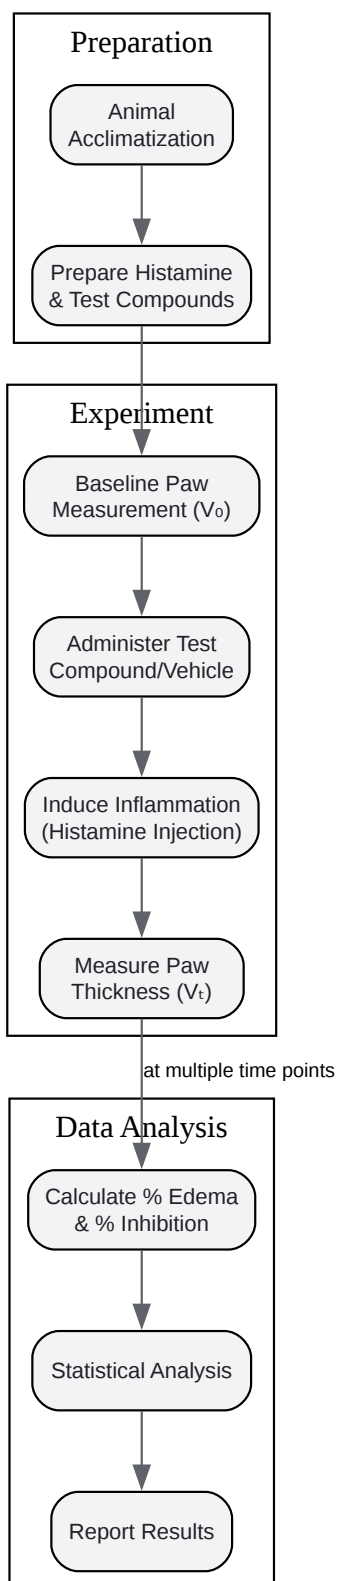 Preparation
Animal
Acclimatization
Prepare Histamine
& Test Compounds
Experiment
Baseline Paw
Measurement (V₀)
Administer Test
Compound/Vehicle
Induce Inflammation
(Histamine Injection)
Measure Paw
Thickness (Vₜ)
at multiple time points
Data Analysis
Calculate % Edema
& % Inhibition
Statistical Analysis
Report Results